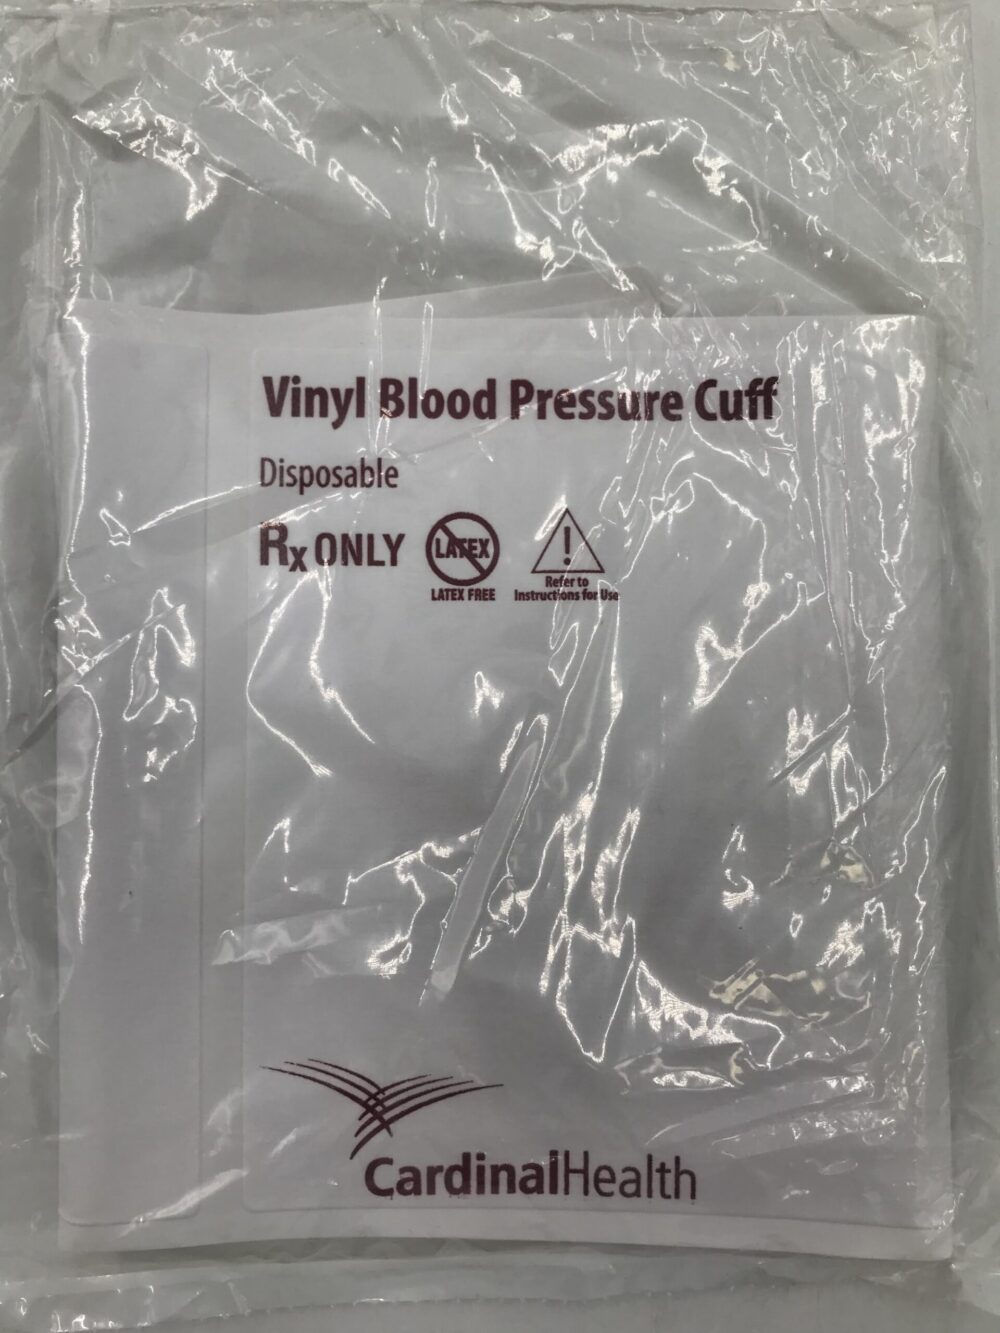 Vinyl Blood Pressure Cuff
Disposable
Rx ONLY
LATEX
LATEX FREE
!
Refer to
Instructions for Use
CardinalHealth